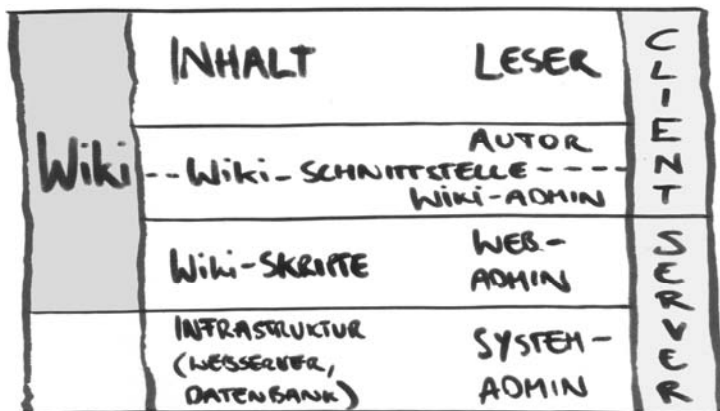 INHALT LESER
AUTOR
Wiki --Wiki-SCHNITTSTELLE----
WIKI-ADMIN
Wiki-SKRIPTE WEB-
ADMIN
INFRASTRUKTUR
(WEBSERVER,
DATENBANK)
SYSTEM-
ADMIN
CLIENT
SERVER